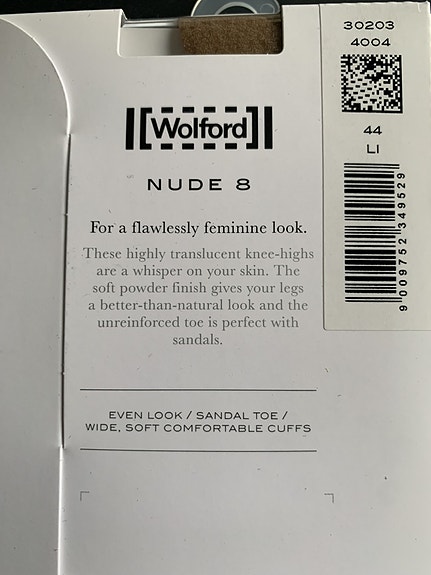 30203
4004
44
LI
9 009752 349529
Wolford
NUDE 8
For a flawlessly feminine look.
These highly translucent knee-highs
are a whisper on your skin. The
soft powder finish gives your legs
a better-than-natural look and the
unreinforced toe is perfect with
sandals.
EVEN LOOK / SANDAL TOE /
WIDE, SOFT COMFORTABLE CUFFS